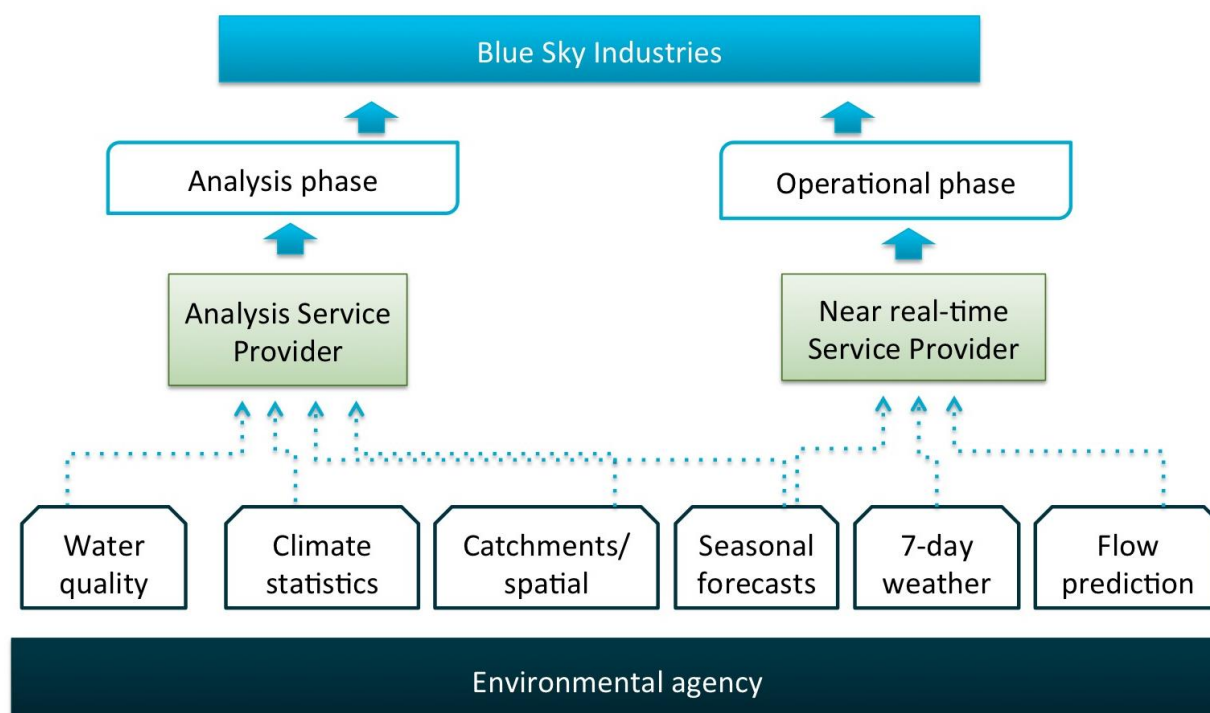 Blue Sky Industries
Analysis phase
Operational phase
Analysis Service
Provider
Near real-time
Service Provider
Water
quality
Climate
statistics
Catchments/
spatial
Seasonal
forecasts
7-day
weather
Flow
prediction
Environmental agency